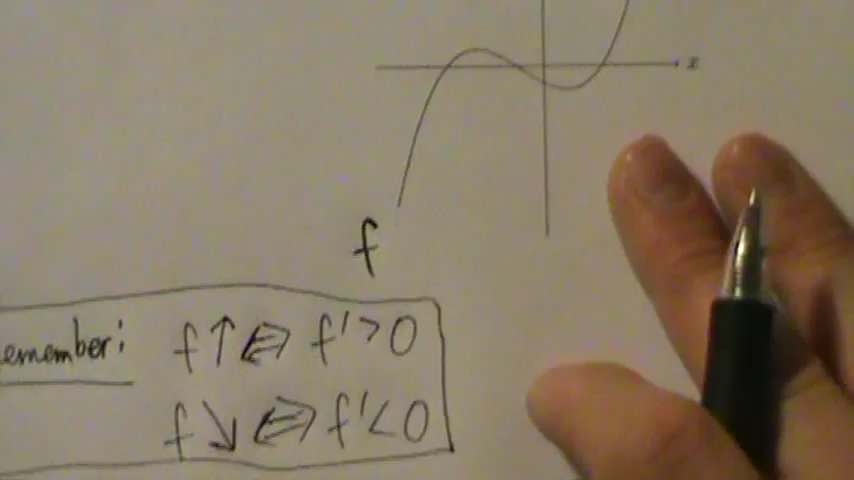 x
f
emember:
f ↑ ⇔ f' > 0
f ↘ ⇔ f' < 0